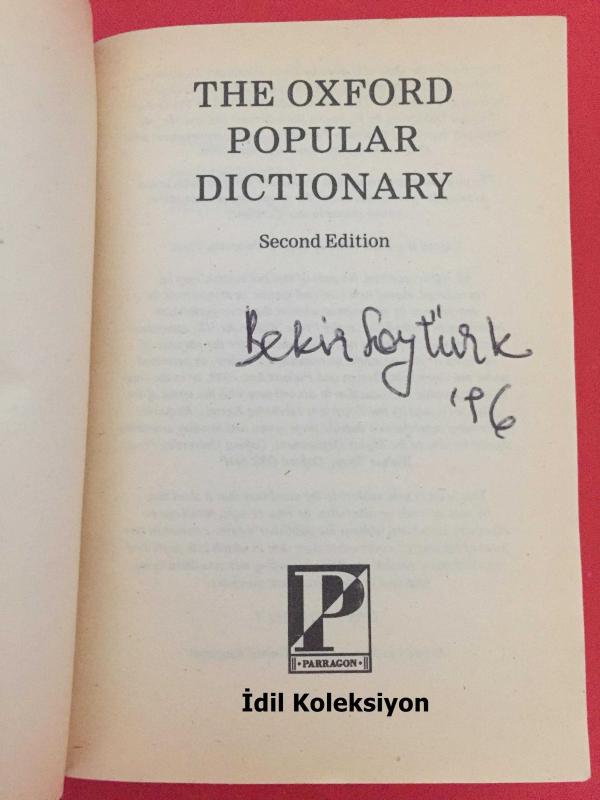 THE OXFORD
POPULAR
DICTIONARY
Second Edition
Bekir Soytürk
'96
P
PARRAGON
İdil Koleksiyon